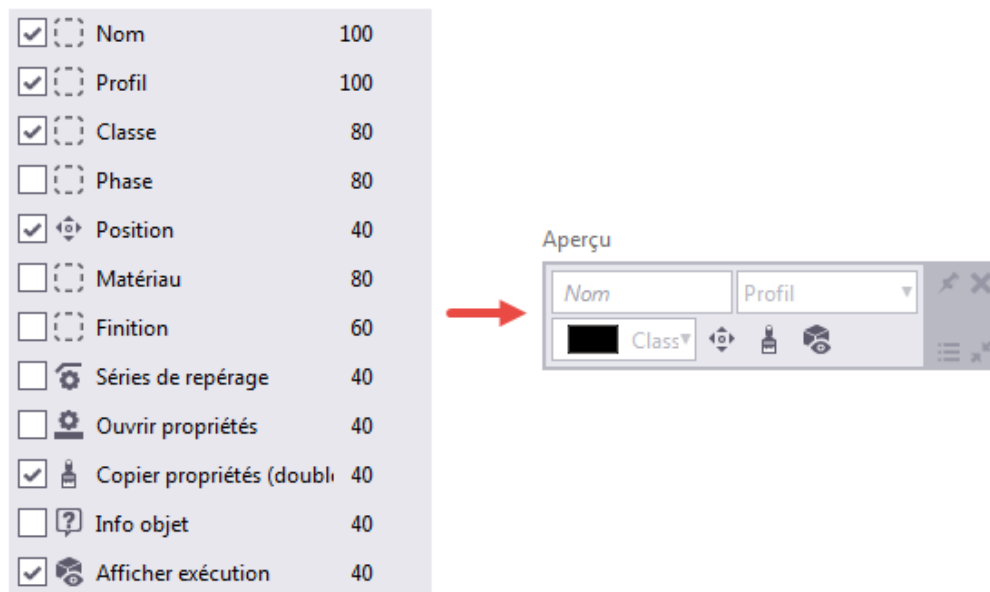 Nom 100
Profil 100
Classe 80
Phase 80
Position 40
Matériau 80
Finition 60
Séries de repérage 40
Ouvrir propriétés 40
Copier propriétés (doubl 40
Info objet 40
Afficher exécution 40
Aperçu
Nom Profil
Class